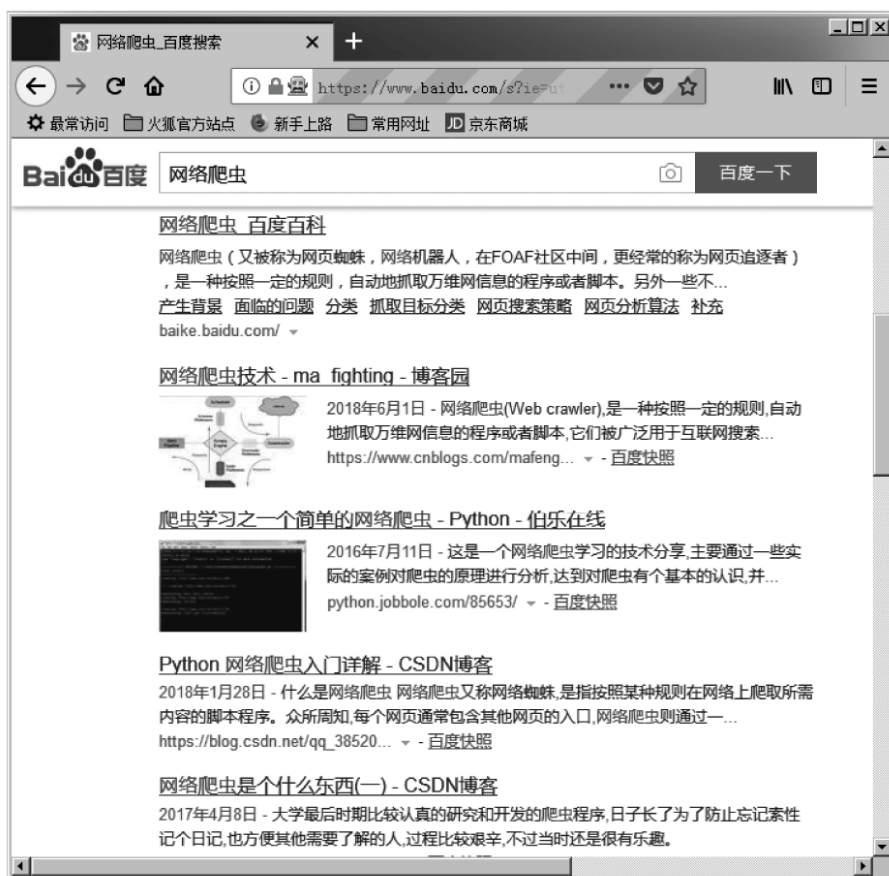 网络爬虫_百度搜索
https://www.baidu.com/s?ie=ut
最常访问 火狐官方站点 新手上路 常用网址 JD 京东商城
Bai du 百度 网络爬虫 百度一下
网络爬虫_百度百科
网络爬虫（又被称为网页蜘蛛，网络机器人，在FOAF社区中间，更经常的称为网页追逐者）
，是一种按照一定的规则，自动地抓取万维网信息的程序或者脚本。另外一些不...
产生背景 面临的问题 分类 抓取目标分类 网页搜索策略 网页分析算法 补充
baike.baidu.com/
网络爬虫技术 - ma_fighting - 博客园
2018年6月1日 - 网络爬虫(Web crawler),是一种按照一定的规则,自动
地抓取万维网信息的程序或者脚本,它们被广泛用于互联网搜索...
https://www.cnblogs.com/mafeng... - 百度快照
爬虫学习之一个简单的网络爬虫 - Python - 伯乐在线
2016年7月11日 - 这是一个网络爬虫学习的技术分享,主要通过一些实
际的案例对爬虫的原理进行分析,达到对爬虫有个基本的认识,并...
python.jobbole.com/85653/ - 百度快照
Python 网络爬虫入门详解 - CSDN博客
2018年1月28日 - 什么是网络爬虫 网络爬虫又称网络蜘蛛,是指按照某种规则在网络上爬取所需
内容的脚本程序。众所周知,每个网页通常包含其他网页的入口,网络爬虫则通过一...
https://blog.csdn.net/qq_38520... - 百度快照
网络爬虫是个什么东西(一) - CSDN博客
2017年4月8日 - 大学最后时期比较认真的研究和开发的爬虫程序,日子长了为了防止忘记索性
记个日记,也方便其他需要了解的人,过程比较艰辛,不过当时还是很有乐趣。